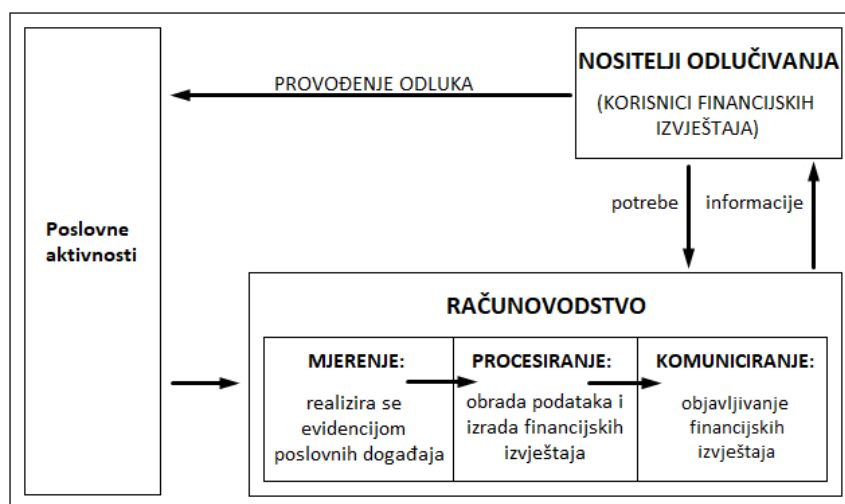 NOSITELJI ODLUČIVANJA
(KORISNICI FINANCIJSKIH
IZVJEŠTAJA)
PROVOĐENJE ODLUKA
potrebe
informacije
Poslovne
aktivnosti
RAČUNOVODSTVO
MJERENJE:
realizira se
evidencijom
poslovnih događaja
PROCESIRANJE:
obrada podataka i
izrada financijskih
izvještaja
KOMUNICIRANJE:
objavljivanje
financijskih
izvještaja